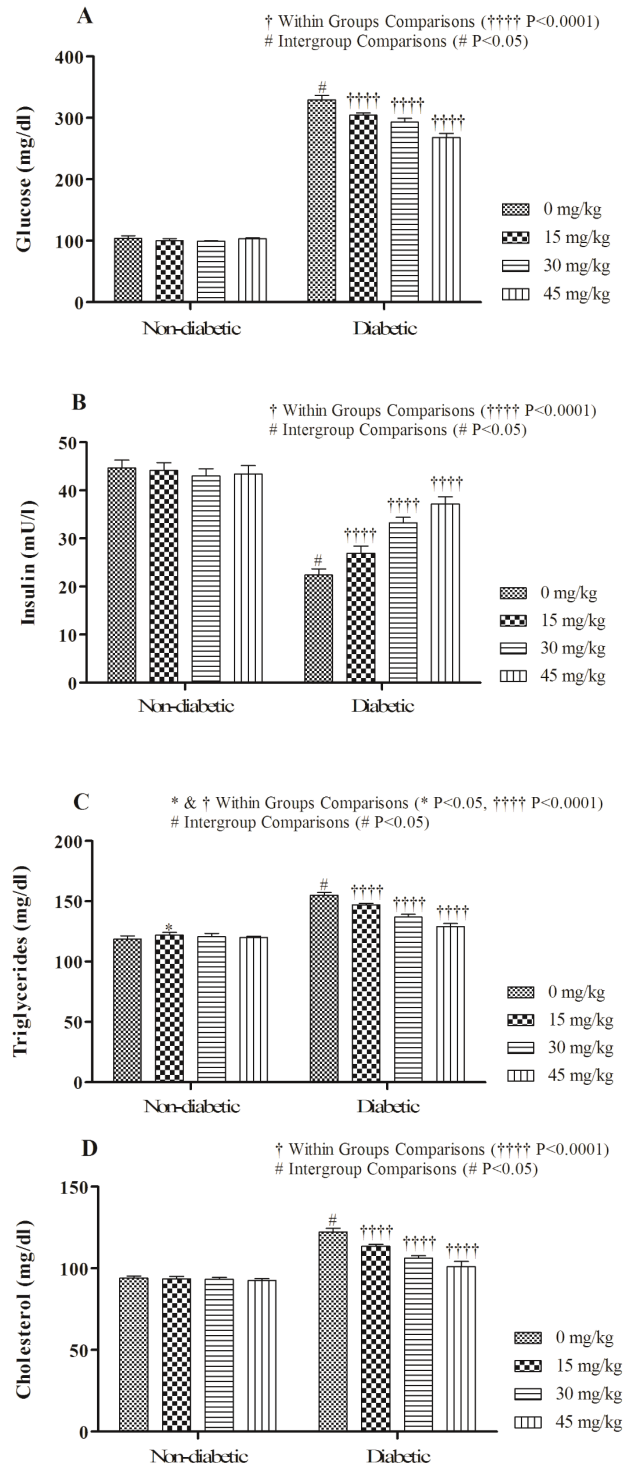 A
† Within Groups Comparisons (†††† P<0.0001)
# Intergroup Comparisons (# P<0.05)
Glucose (mg/dl)
400
300
200
100
0
#
††††
††††
††††
0 mg/kg
15 mg/kg
30 mg/kg
45 mg/kg
Non-diabetic
Diabetic
B
† Within Groups Comparisons (†††† P<0.0001)
# Intergroup Comparisons (# P<0.05)
Insulin (mU/l)
50
40
30
20
10
0
#
††††
††††
††††
0 mg/kg
15 mg/kg
30 mg/kg
45 mg/kg
Non-diabetic
Diabetic
C
* & † Within Groups Comparisons (* P<0.05, †††† P<0.0001)
# Intergroup Comparisons (# P<0.05)
Triglycerides (mg/dl)
200
150
100
50
0
*
#
††††
††††
††††
0 mg/kg
15 mg/kg
30 mg/kg
45 mg/kg
Non-diabetic
Diabetic
D
† Within Groups Comparisons (†††† P<0.0001)
# Intergroup Comparisons (# P<0.05)
Cholesterol (mg/dl)
150
100
50
0
#
††††
††††
††††
0 mg/kg
15 mg/kg
30 mg/kg
45 mg/kg
Non-diabetic
Diabetic